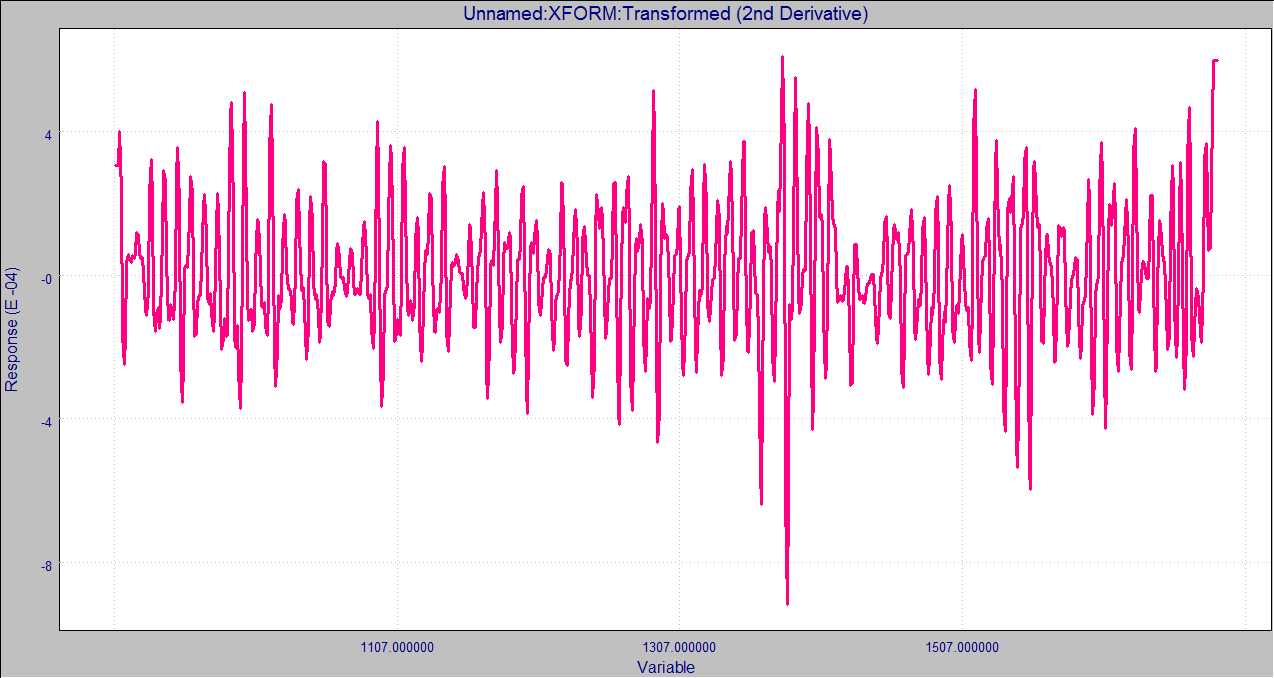 Unnamed:XFORM:Transformed (2nd Derivative)
Response (E -04)
4
-0
-4
-8
1107.000000 1307.000000 1507.000000
Variable